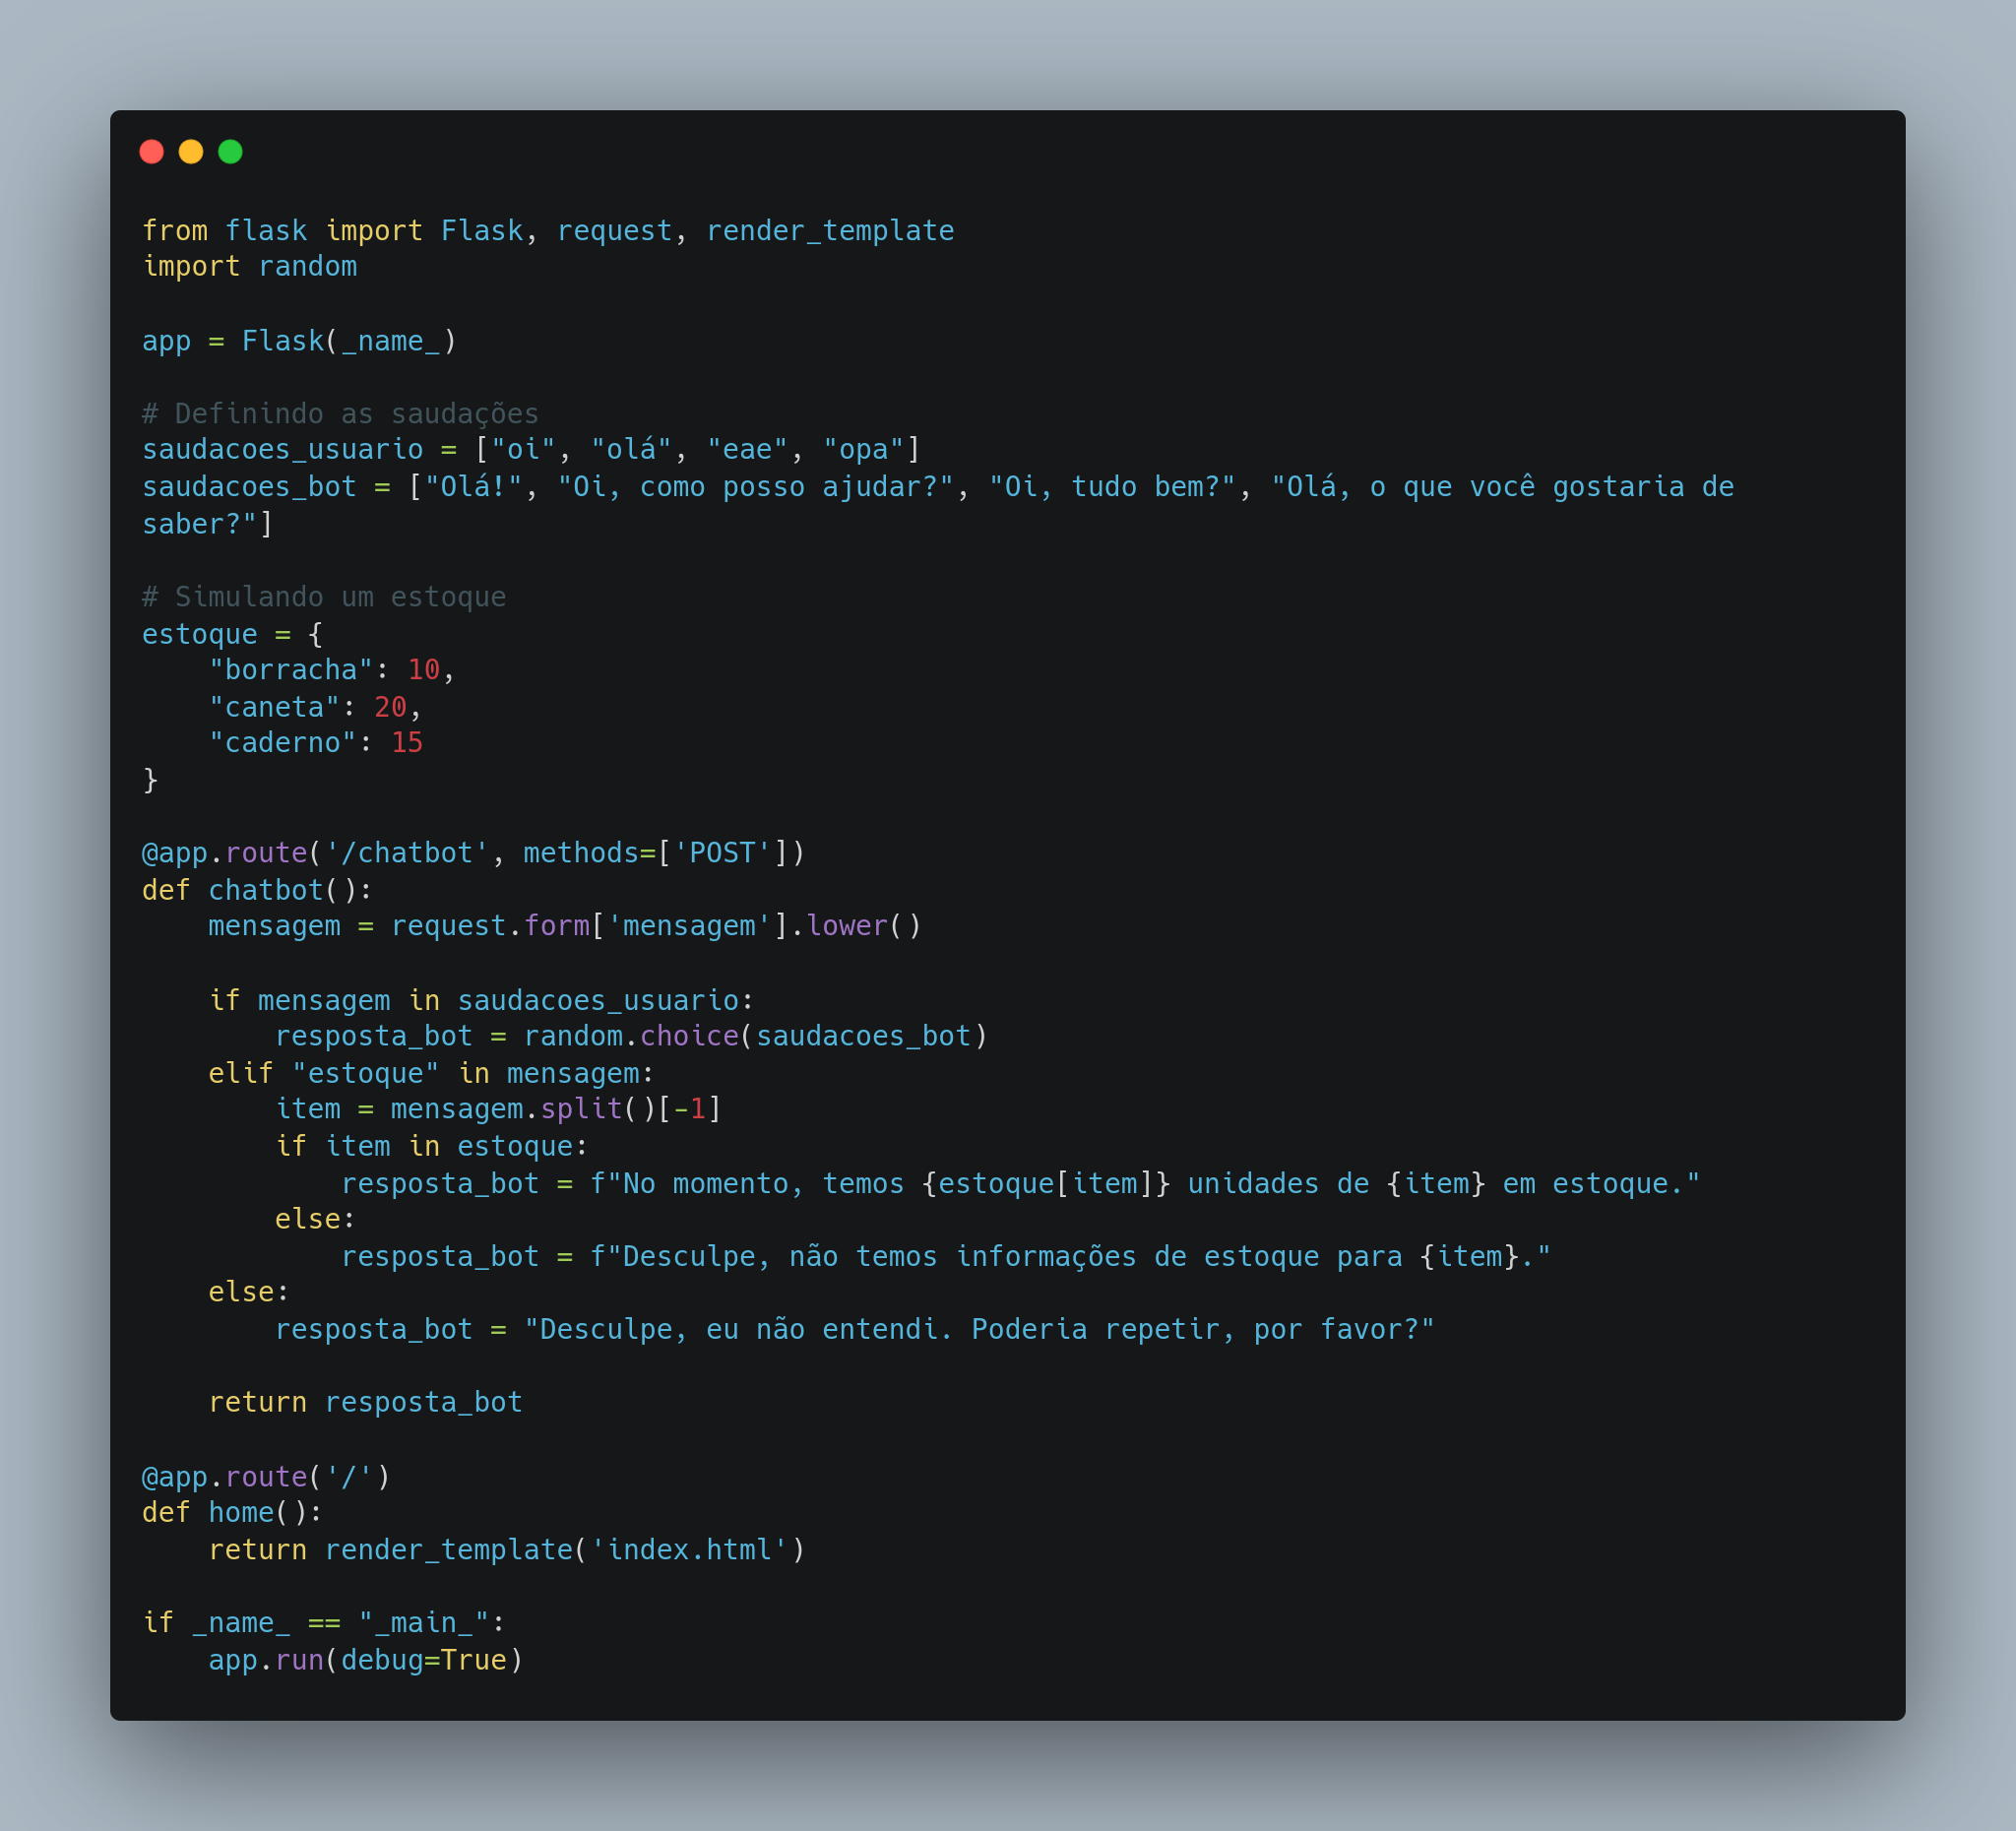 from flask import Flask, request, render_template
import random

app = Flask(_name_)

# Definindo as saudações
saudacoes_usuario = ["oi", "olá", "eae", "opa"]
saudacoes_bot = ["Olá!", "Oi, como posso ajudar?", "Oi, tudo bem?", "Olá, o que você gostaria de
saber?"]

# Simulando um estoque
estoque = {
    "borracha": 10,
    "caneta": 20,
    "caderno": 15
}

@app.route('/chatbot', methods=['POST'])
def chatbot():
    mensagem = request.form['mensagem'].lower()

    if mensagem in saudacoes_usuario:
        resposta_bot = random.choice(saudacoes_bot)
    elif "estoque" in mensagem:
        item = mensagem.split()[-1]
        if item in estoque:
            resposta_bot = f"No momento, temos {estoque[item]} unidades de {item} em estoque."
        else:
            resposta_bot = f"Desculpe, não temos informações de estoque para {item}."
    else:
        resposta_bot = "Desculpe, eu não entendi. Poderia repetir, por favor?"

    return resposta_bot

@app.route('/')
def home():
    return render_template('index.html')

if _name_ == "_main_":
    app.run(debug=True)